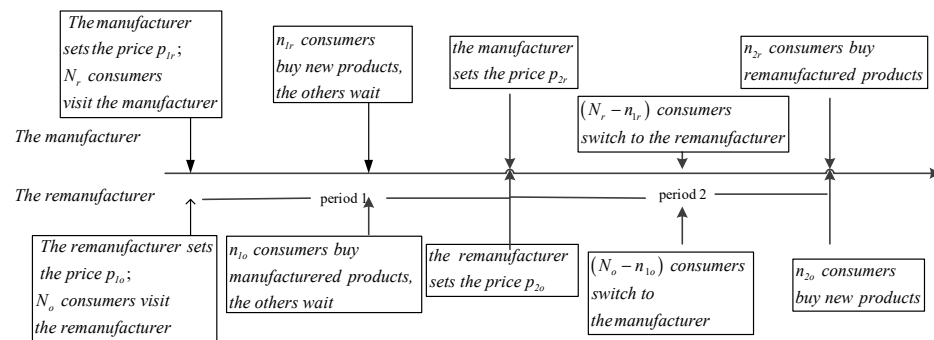 The manufacturer
sets the price p1r;
Nr consumers
visit the manufacturer
n1r consumers
buy new products,
the others wait
the manufacturer
sets the price p2r
(Nr − n1r) consumers
switch to the remanufacturer
n2r consumers buy
remanufactured products
The manufacturer
The remanufacturer
period 1
period 2
The remanufacturer sets
the price p1o;
No consumers visit
the remanufacturer
n1o consumers buy
manufacturered products,
the others wait
the remanufacturer
sets the price p2o
(No − n1o) consumers
switch to
the manufacturer
n2o consumers
buy new products